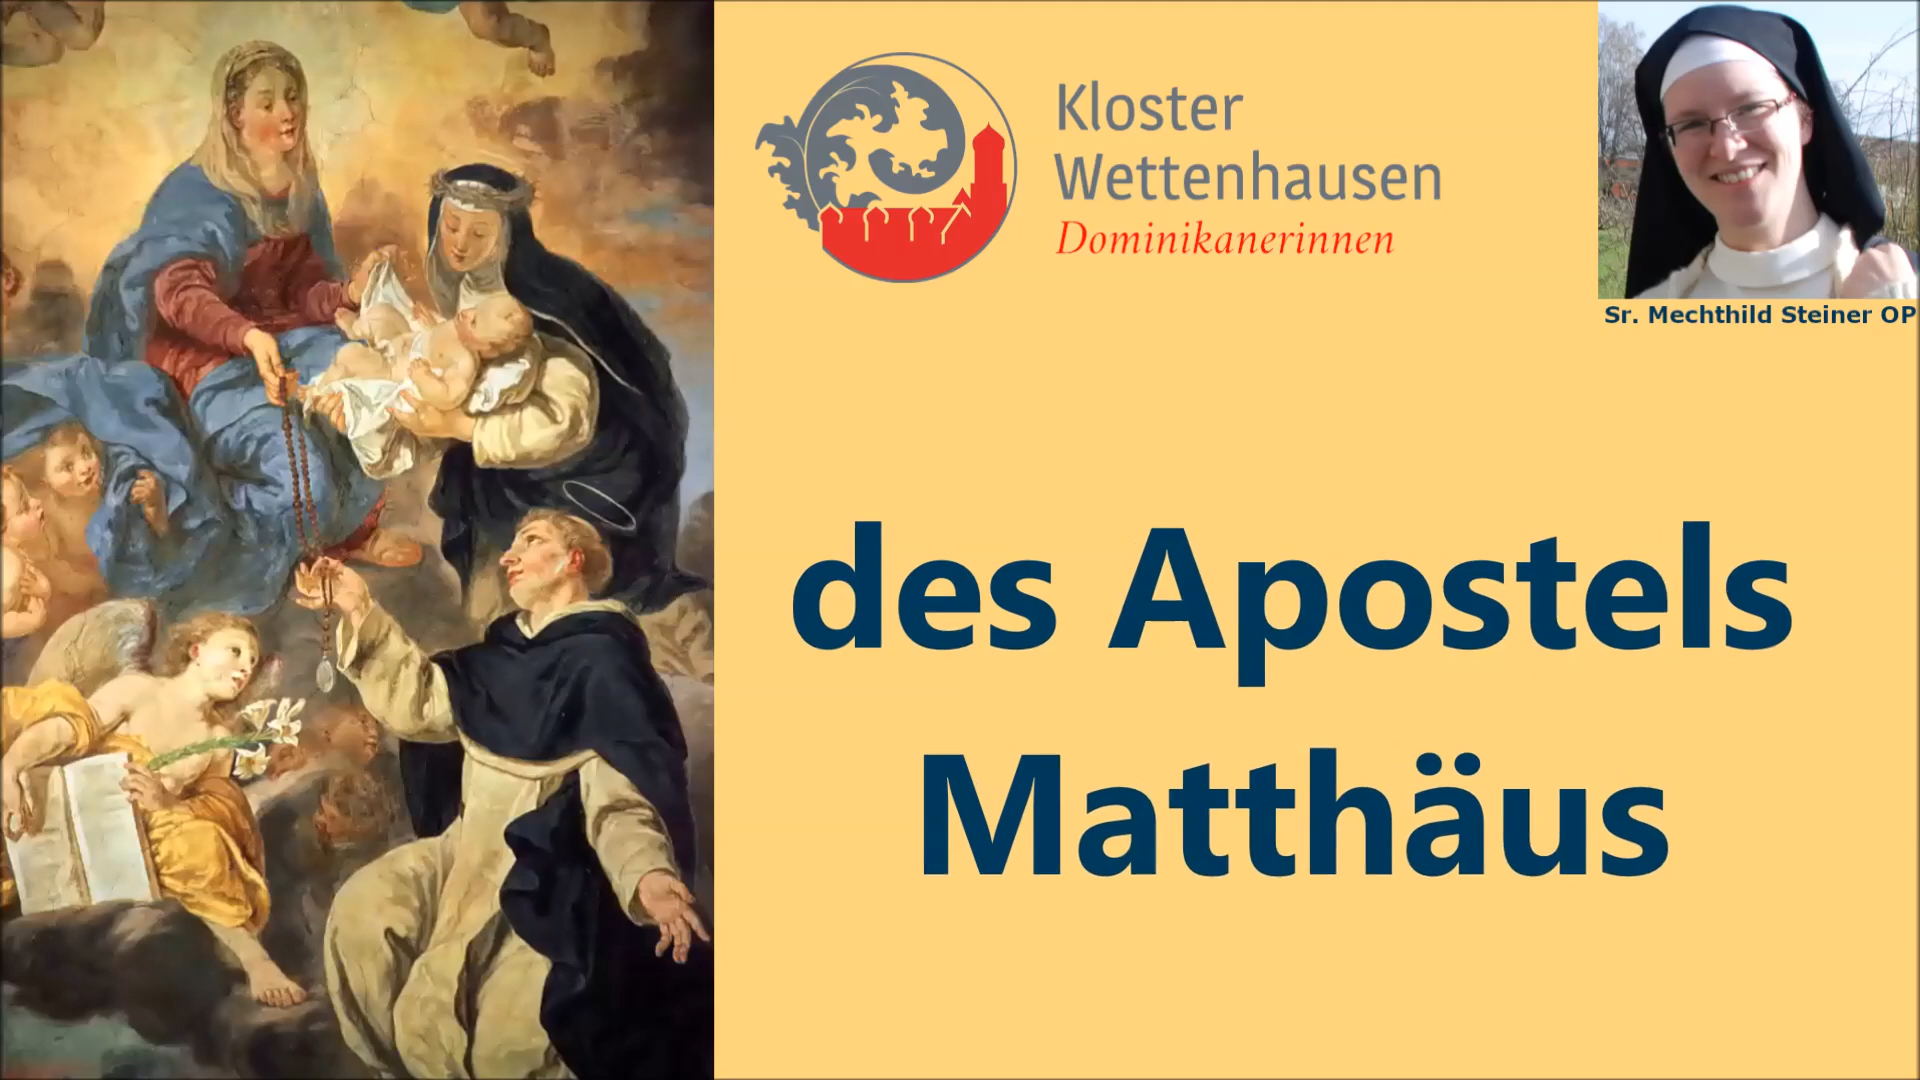 Kloster
Wettenhausen
Dominikanerinnen
Sr. Mechthild Steiner OP
des Apostels
Matthäus